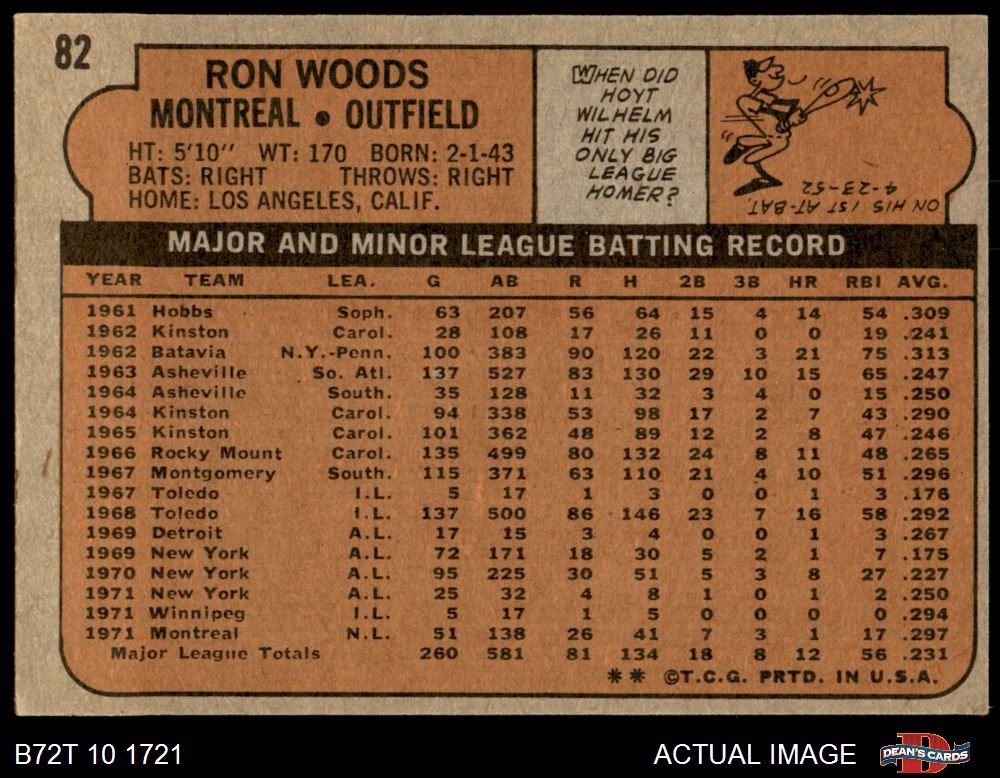 82
RON WOODS
MONTREAL • OUTFIELD
HT: 5'10" WT: 170 BORN: 2-1-43
BATS: RIGHT THROWS: RIGHT
HOME: LOS ANGELES, CALIF.
WHEN DID
HOYT
WILHELM
HIT HIS
ONLY BIG
LEAGUE
HOMER?
ON HIS 1ST AT-BAT,
4-23-52
MAJOR AND MINOR LEAGUE BATTING RECORD
YEAR TEAM LEA. G AB R H 2B 3B HR RBI AVG.
1961 Hobbs Soph. 63 207 56 64 15 4 14 54 .309
1962 Kinston Carol. 28 108 17 26 11 0 0 19 .241
1962 Batavia N.Y.-Penn. 100 383 90 120 22 3 21 75 .313
1963 Asheville So. Atl. 137 527 83 130 29 10 15 65 .247
1964 Asheville South. 35 128 11 32 3 4 0 15 .250
1964 Kinston Carol. 94 338 53 98 17 2 7 43 .290
1965 Kinston Carol. 101 362 48 89 12 2 8 47 .246
1966 Rocky Mount Carol. 135 499 80 132 24 8 11 48 .265
1967 Montgomery South. 115 371 63 110 21 4 10 51 .296
1967 Toledo I.L. 5 17 1 3 0 0 1 3 .176
1968 Toledo I.L. 137 500 86 146 23 7 16 58 .292
1969 Detroit A.L. 17 15 3 4 0 0 1 3 .267
1969 New York A.L. 72 171 18 30 5 2 1 7 .175
1970 New York A.L. 95 225 30 51 5 3 8 27 .227
1971 New York A.L. 25 32 4 8 1 0 1 2 .250
1971 Winnipeg I.L. 5 17 1 5 0 0 0 0 .294
1971 Montreal N.L. 51 138 26 41 7 3 1 17 .297
Major League Totals 260 581 81 134 18 8 12 56 .231
** ©T.C.G. PRTD. IN U.S.A.
B72T 10 1721
ACTUAL IMAGE
DEAN'S CARDS